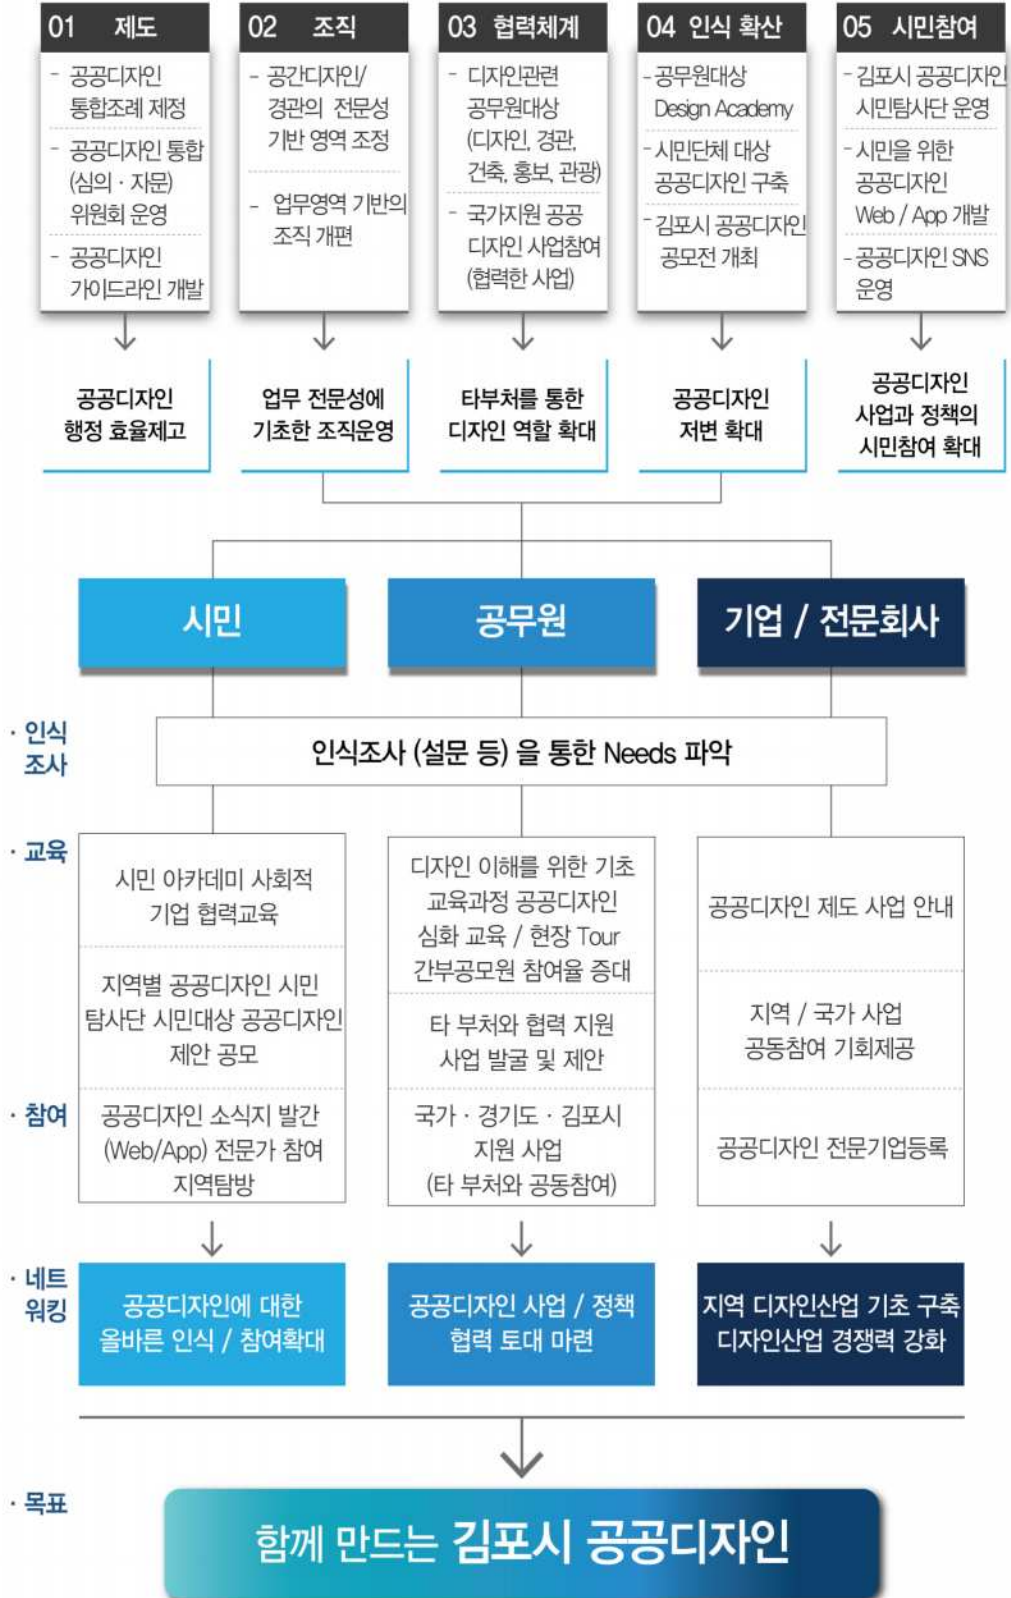 01 제도
- 공공디자인
통합조례 제정
- 공공디자인 통합
(심의 · 자문)
위원회 운영
- 공공디자인
가이드라인 개발
02 조직
- 공간디자인/
경관의 전문성
기반 영역 조정
- 업무영역 기반의
조직 개편
03 협력체계
- 디자인관련
공무원대상
(디자인, 경관,
건축, 홍보, 관광)
- 국가지원 공공
디자인 사업참여
(협력한 사업)
04 인식 확산
- 공무원대상
Design Academy
- 시민단체 대상
공공디자인 구축
- 김포시 공공디자인
공모전 개최
05 시민참여
- 김포시 공공디자인
시민탐사단 운영
- 시민을 위한
공공디자인
Web / App 개발
- 공공디자인 SNS
운영
공공디자인
행정 효율제고
업무 전문성에
기초한 조직운영
타부처를 통한
디자인 역할 확대
공공디자인
저변 확대
공공디자인
사업과 정책의
시민참여 확대
시민
공무원
기업 / 전문회사
· 인식
조사
인식조사 (설문 등) 을 통한 Needs 파악
· 교육
시민 아카데미 사회적
기업 협력교육
지역별 공공디자인 시민
탐사단 시민대상 공공디자인
제안 공모
디자인 이해를 위한 기초
교육과정 공공디자인
심화 교육 / 현장 Tour
간부공모원 참여율 증대
타 부처와 협력 지원
사업 발굴 및 제안
공공디자인 제도 사업 안내
지역 / 국가 사업
공동참여 기회제공
· 참여
공공디자인 소식지 발간
(Web/App) 전문가 참여
지역탐방
국가 · 경기도 · 김포시
지원 사업
(타 부처와 공동참여)
공공디자인 전문기업등록
· 네트
워킹
공공디자인에 대한
올바른 인식 / 참여확대
공공디자인 사업 / 정책
협력 토대 마련
지역 디자인산업 기초 구축
디자인산업 경쟁력 강화
· 목표
함께 만드는 김포시 공공디자인